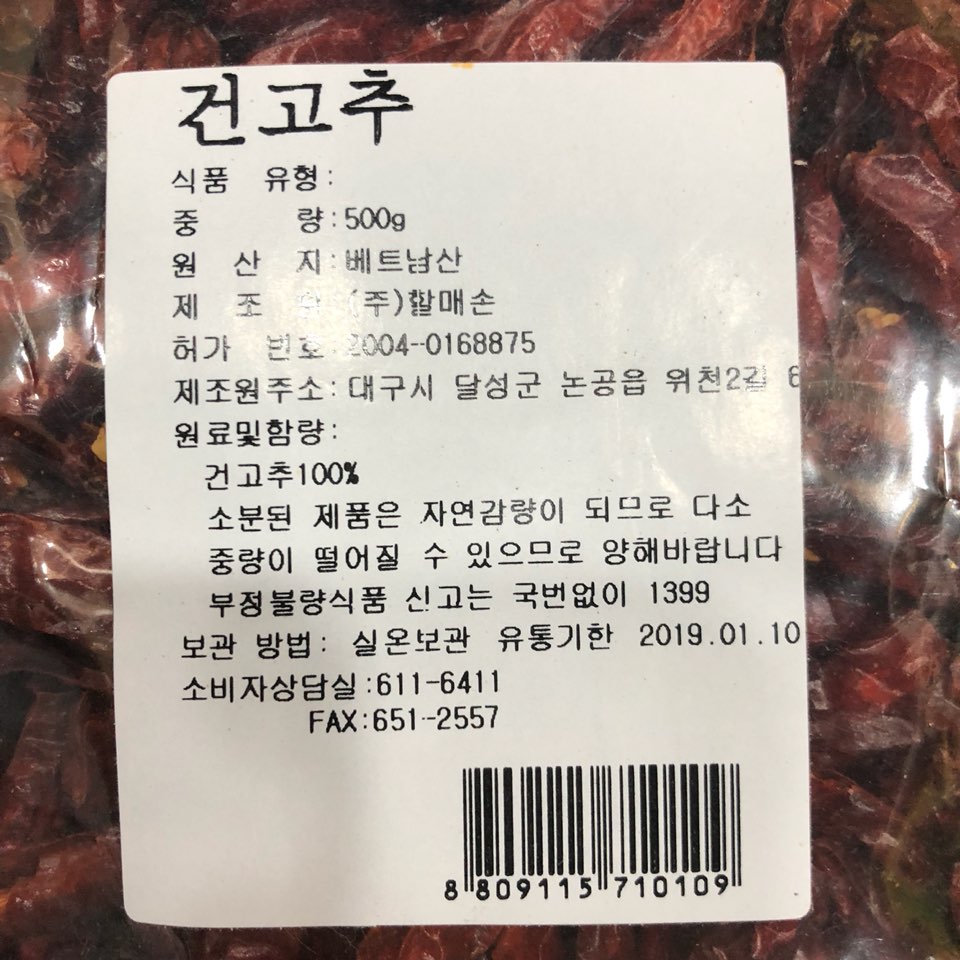 건고추
식품 유형:
중 량:500g
원 산 지:베트남산
제 조 원:(주)할매손
허가 번호:2004-0168875
제조원주소: 대구시 달성군 논공읍 위천2길 6
원료및함량:
건고추100%
소분된 제품은 자연감량이 되므로 다소
중량이 떨어질 수 있으므로 양해바랍니다
부정불량식품 신고는 국번없이 1399
보관 방법: 실온보관 유통기한 2019.01.10
소비자상담실:611-6411
FAX:651-2557
8 809115 710109